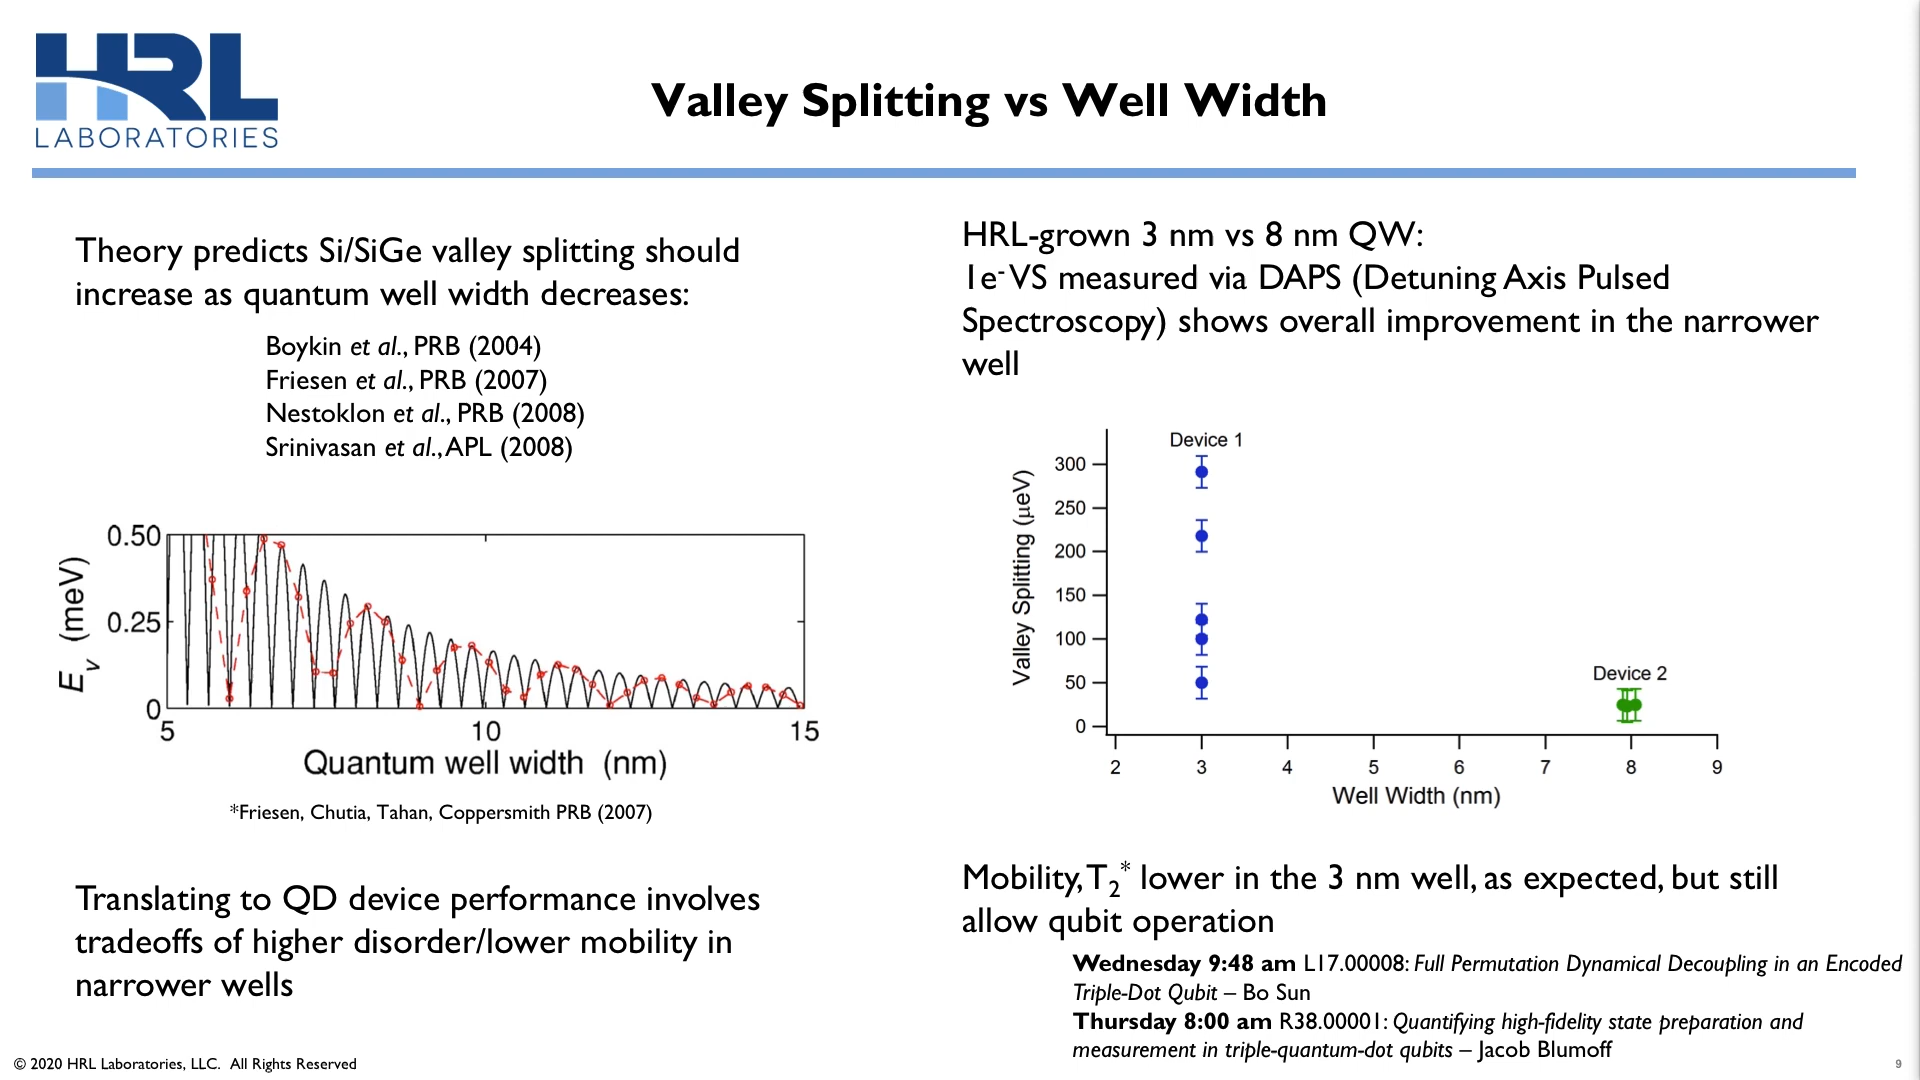 HRL
LABORATORIES
Valley Splitting vs Well Width
Theory predicts Si/SiGe valley splitting should
increase as quantum well width decreases:
Boykin et al., PRB (2004)
Friesen et al., PRB (2007)
Nestoklon et al., PRB (2008)
Srinivasan et al., APL (2008)
0.50
0.25
0
E_v (meV)
5 10 15
Quantum well width (nm)
*Friesen, Chutia, Tahan, Coppersmith PRB (2007)
Translating to QD device performance involves
tradeoffs of higher disorder/lower mobility in
narrower wells
HRL-grown 3 nm vs 8 nm QW:
1e⁻ VS measured via DAPS (Detuning Axis Pulsed
Spectroscopy) shows overall improvement in the narrower
well
Device 1
300
250
200
150
100
50
0
Valley Splitting (µeV)
Device 2
2 3 4 5 6 7 8 9
Well Width (nm)
Mobility, T₂* lower in the 3 nm well, as expected, but still
allow qubit operation
Wednesday 9:48 am L17.00008: Full Permutation Dynamical Decoupling in an Encoded
Triple-Dot Qubit – Bo Sun
Thursday 8:00 am R38.00001: Quantifying high-fidelity state preparation and
measurement in triple-quantum-dot qubits – Jacob Blumoff
© 2020 HRL Laboratories, LLC. All Rights Reserved
9